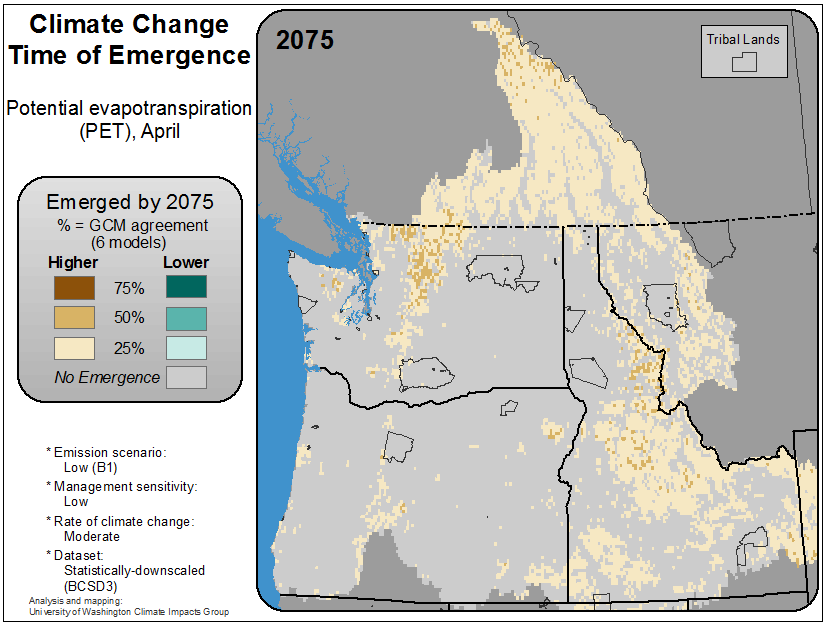 Climate Change
Time of Emergence
Potential evapotranspiration
(PET), April
Emerged by 2075
% = GCM agreement
(6 models)
Higher
Lower
75%
50%
25%
No Emergence
* Emission scenario:
Low (B1)
* Management sensitivity:
Low
* Rate of climate change:
Moderate
* Dataset:
Statistically-downscaled
(BCSD3)
Analysis and mapping:
University of Washington Climate Impacts Group
2075
Tribal Lands